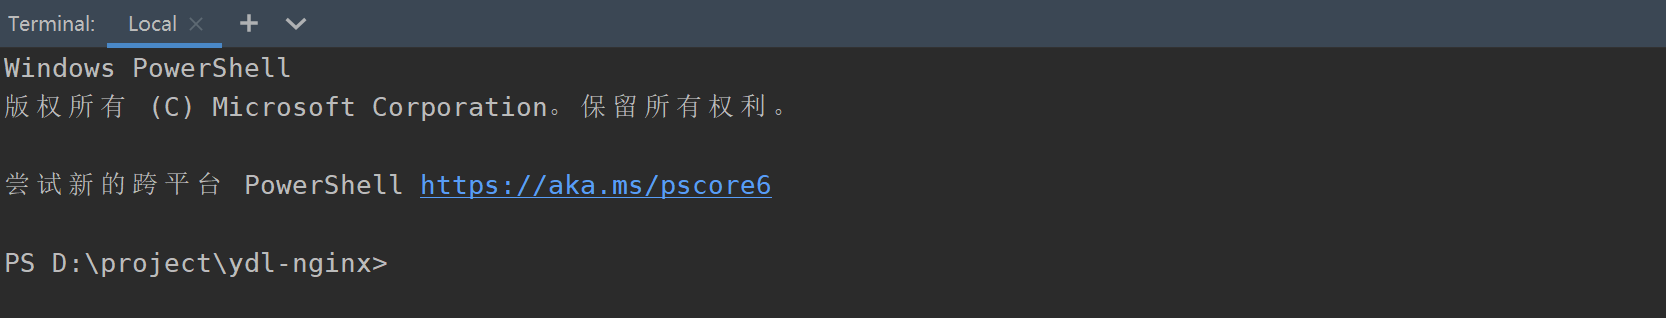 Terminal: Local
Windows PowerShell
版权所有 (C) Microsoft Corporation。保留所有权利。
尝试新的跨平台 PowerShell https://aka.ms/pscore6
PS D:\project\ydl-nginx>